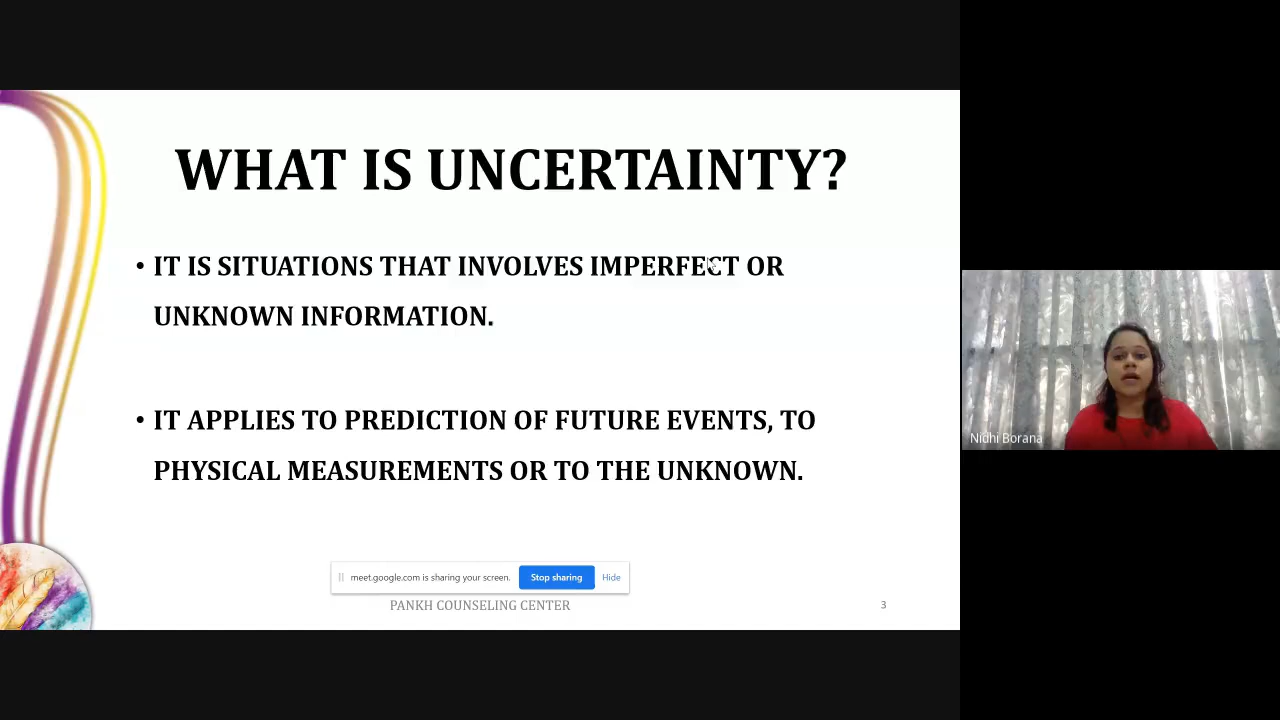 WHAT IS UNCERTAINTY?
• IT IS SITUATIONS THAT INVOLVES IMPERFECT OR
UNKNOWN INFORMATION.
• IT APPLIES TO PREDICTION OF FUTURE EVENTS, TO
PHYSICAL MEASUREMENTS OR TO THE UNKNOWN.
meet.google.com is sharing your screen. Stop sharing Hide
PANKH COUNSELING CENTER 3
Nidhi Borana